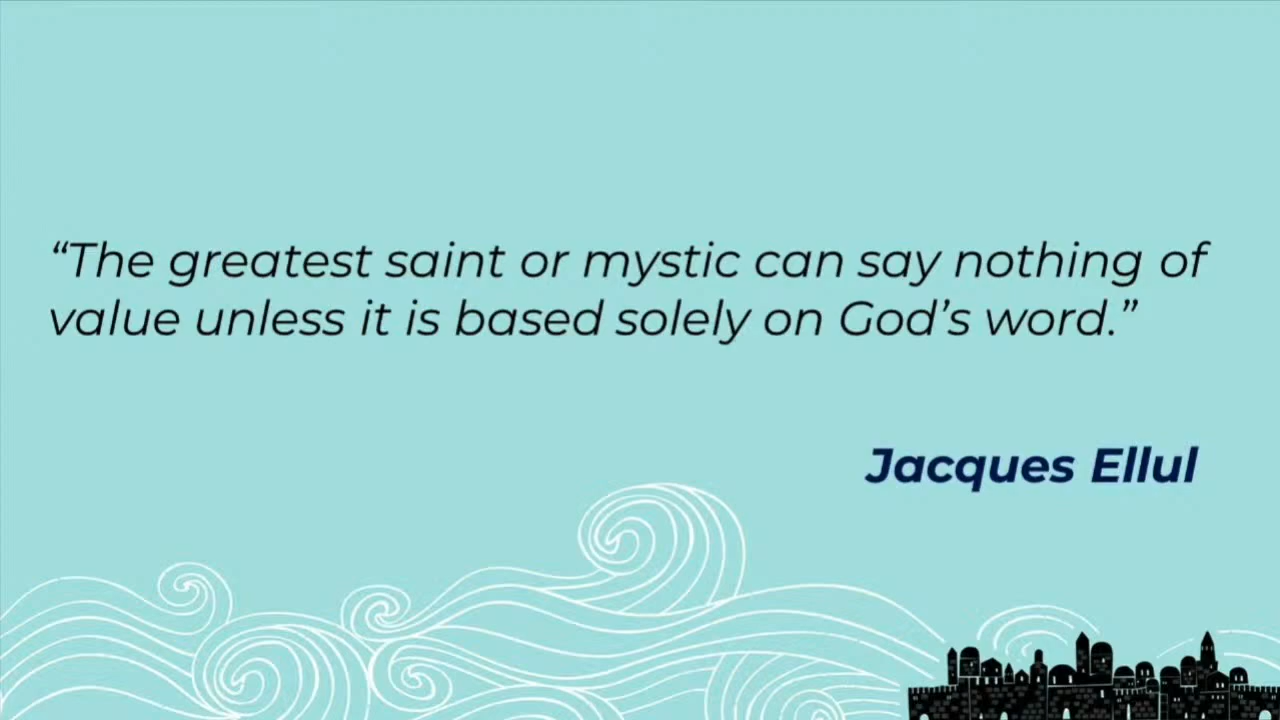 “The greatest saint or mystic can say nothing of
value unless it is based solely on God’s word.”
Jacques Ellul